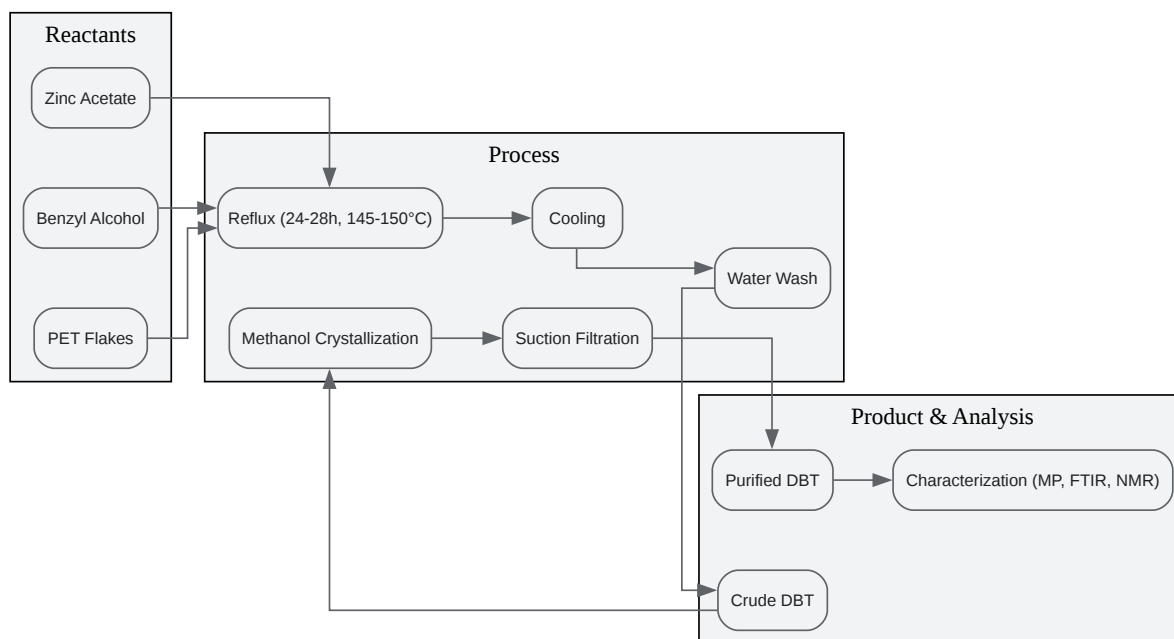 Reactants
Zinc Acetate
Benzyl Alcohol
PET Flakes
Process
Reflux (24-28h, 145-150°C)
Cooling
Water Wash
Methanol Crystallization
Suction Filtration
Product & Analysis
Purified DBT
Characterization (MP, FTIR, NMR)
Crude DBT